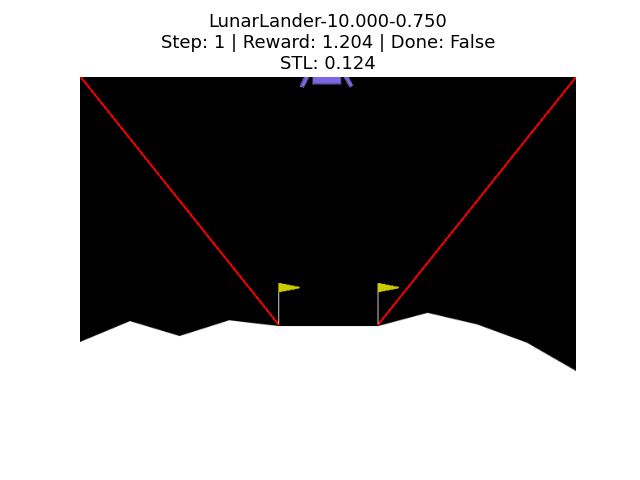 LunarLander-10.000-0.750
Step: 1 | Reward: 1.204 | Done: False
STL: 0.124